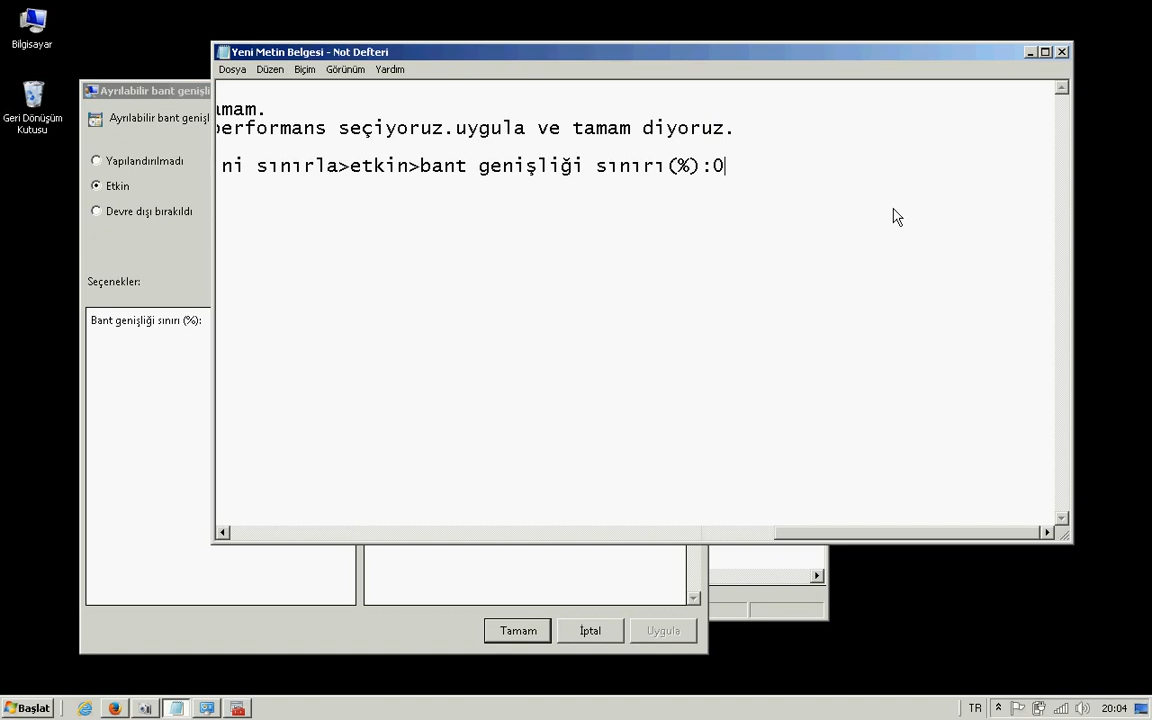 Bilgisayar
Geri Dönüşüm
Kutusu
Yeni Metin Belgesi - Not Defteri
Dosya Düzen Biçim Görünüm Yardım
amam.
performans seçiyoruz.uygula ve tamam diyoruz.
ni sınırla>etkin>bant genişliği sınırı(%):0
Ayrılabilir bant genişli
Ayrılabilir bant genişl
Yapılandırılmadı
Etkin
Devre dışı bırakıldı
Seçenekler:
Bant genişliği sınırı (%):
Tamam İptal Uygula
Başlat
TR
20:04